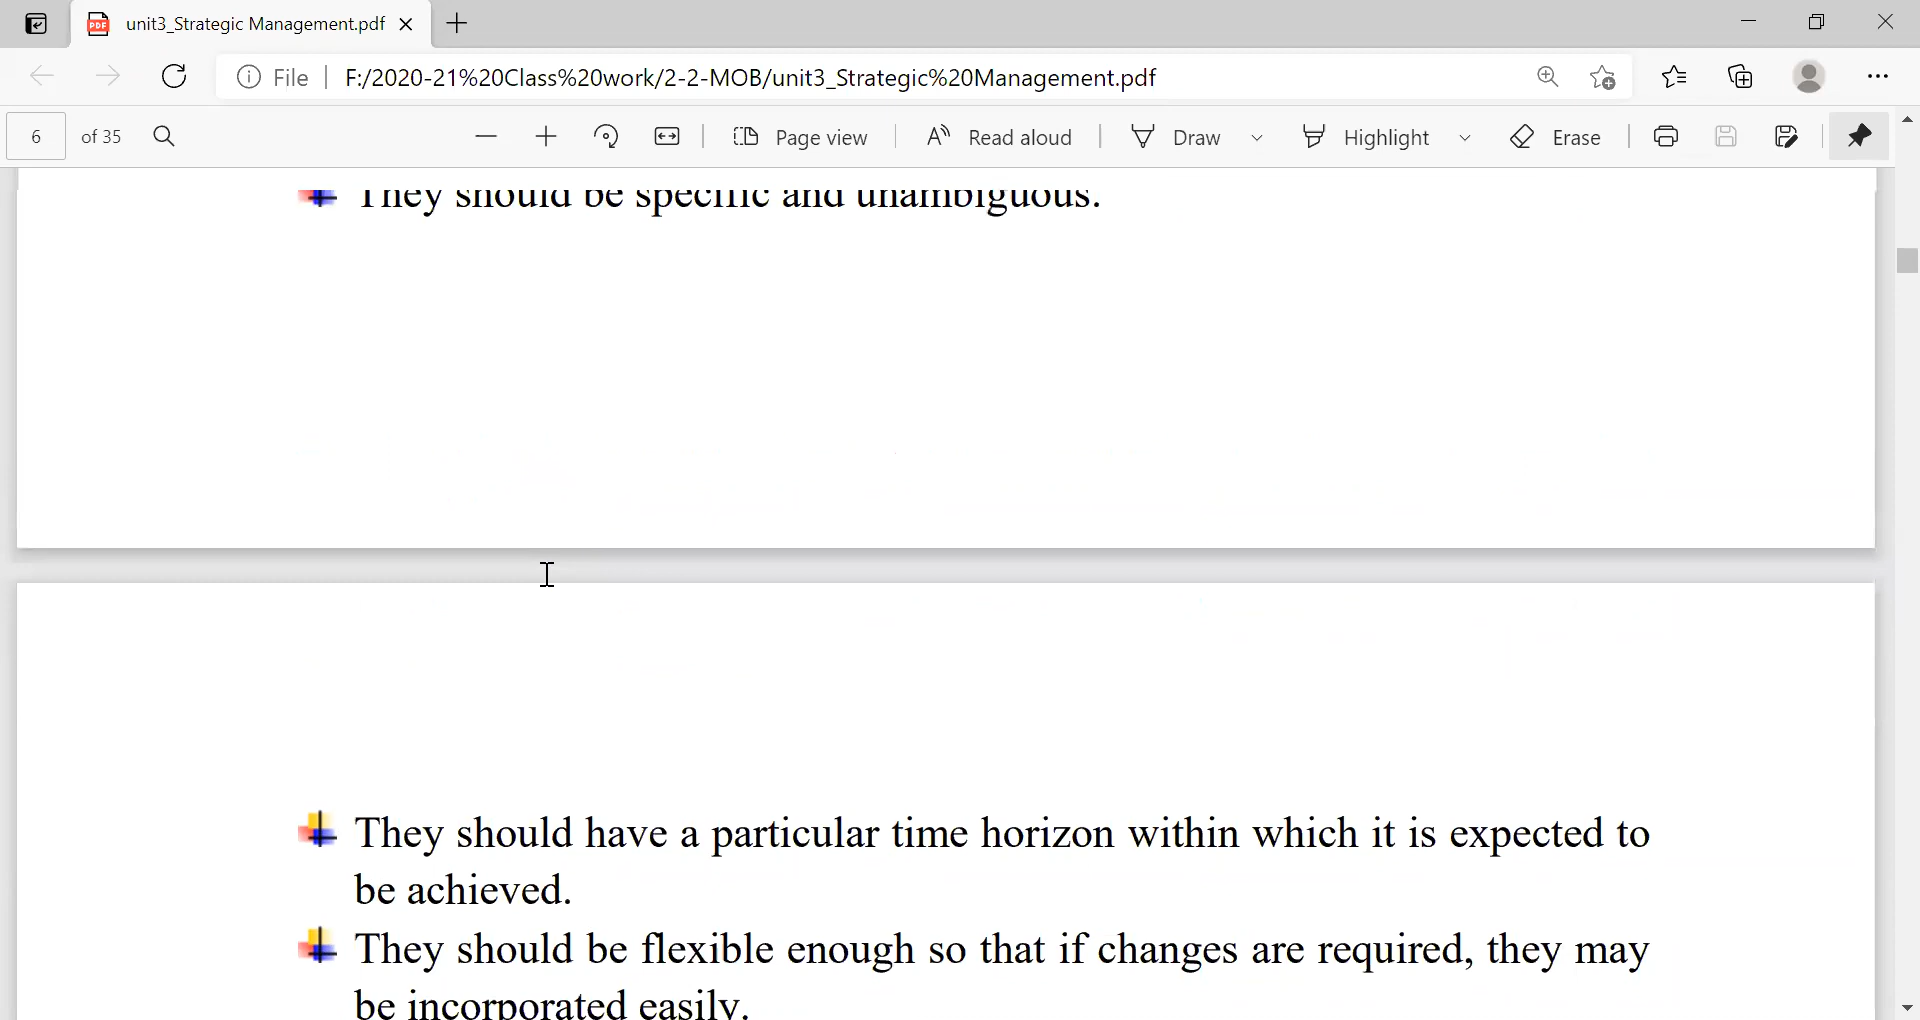 unit3_Strategic Management.pdf
File F:/2020-21%20Class%20work/2-2-MOB/unit3_Strategic%20Management.pdf
6 of 35 Page view Read aloud Draw Highlight Erase
They should be specific and unambiguous.
They should have a particular time horizon within which it is expected to
be achieved.
They should be flexible enough so that if changes are required, they may
be incorporated easily.